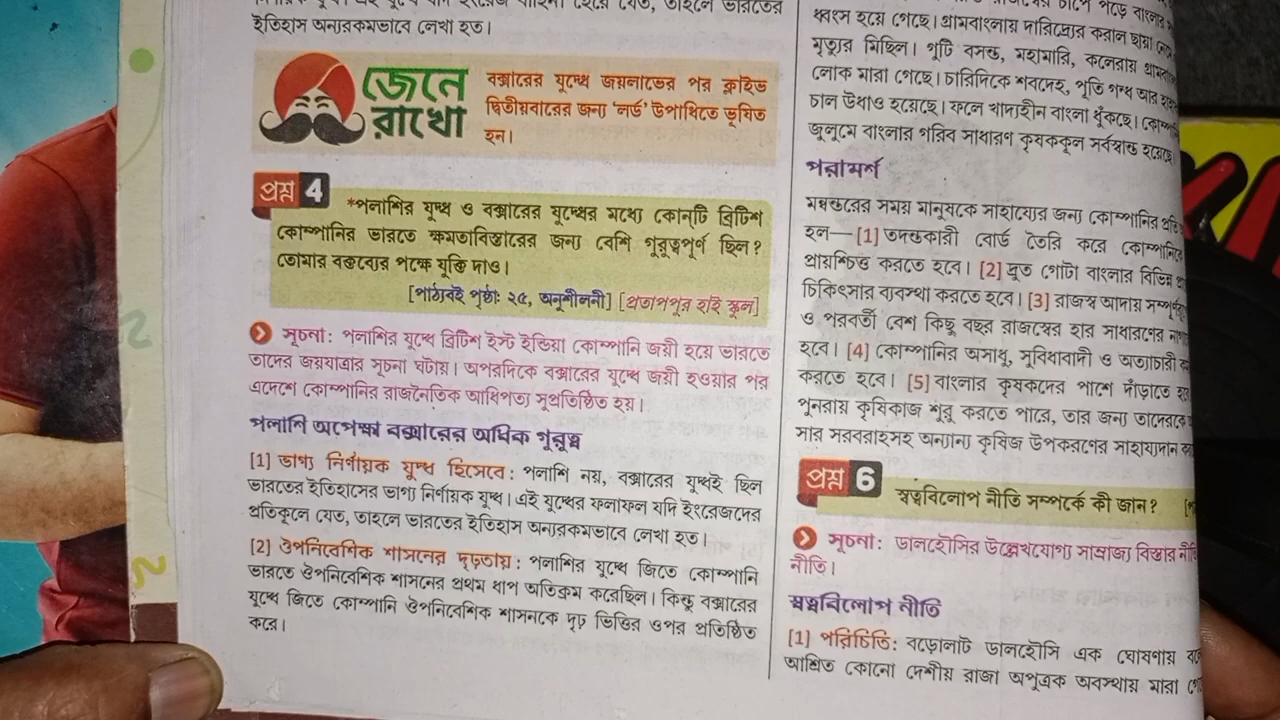 ইতিহাস অন্যরকমভাবে লেখা হত।
জেনে
রাখো
বক্সারের যুদ্ধে জয়লাভের পর ক্লাইভ
দ্বিতীয়বারের জন্য ‘লর্ড’ উপাধিতে ভূষিত
হন।
প্রশ্ন 4
*পলাশির যুদ্ধ ও বক্সারের যুদ্ধের মধ্যে কোন্‌টি ব্রিটিশ
কোম্পানির ভারতে ক্ষমতাবিস্তারের জন্য বেশি গুরুত্বপূর্ণ ছিল?
তোমার বক্তব্যের পক্ষে যুক্তি দাও।
[পাঠ্যবই পৃষ্ঠা: ২৫, অনুশীলনী] [প্রতাপপুর হাই স্কুল]
সূচনা: পলাশির যুদ্ধে ব্রিটিশ ইস্ট ইন্ডিয়া কোম্পানি জয়ী হয়ে ভারতে
তাদের জয়যাত্রার সূচনা ঘটায়। অপরদিকে বক্সারের যুদ্ধে জয়ী হওয়ার পর
এদেশে কোম্পানির রাজনৈতিক আধিপত্য সুপ্রতিষ্ঠিত হয়।
পলাশি অপেক্ষা বক্সারের অধিক গুরুত্ব
[1] ভাগ্য নির্ণায়ক যুদ্ধ হিসেবে: পলাশি নয়, বক্সারের যুদ্ধই ছিল
ভারতের ইতিহাসের ভাগ্য নির্ণায়ক যুদ্ধ। এই যুদ্ধের ফলাফল যদি ইংরেজদের
প্রতিকূলে যেত, তাহলে ভারতের ইতিহাস অন্যরকমভাবে লেখা হত।
[2] ঔপনিবেশিক শাসনের দৃঢ়তায়: পলাশির যুদ্ধে জিতে কোম্পানি
ভারতে ঔপনিবেশিক শাসনের প্রথম ধাপ অতিক্রম করেছিল। কিন্তু বক্সারের
যুদ্ধে জিতে কোম্পানি ঔপনিবেশিক শাসনকে দৃঢ় ভিত্তির ওপর প্রতিষ্ঠিত
করে।
ধ্বংস হয়ে গেছে। গ্রামবাংলায় দারিদ্র্যের করাল ছায়া
মৃত্যুর মিছিল। গুটি বসন্ত, মহামারি, কলেরায়
লোক মারা গেছে। চারিদিকে শবদেহ, পূতি গন্ধ আর
চাল উধাও হয়েছে। ফলে খাদ্যহীন বাংলা ধুঁকছে।
জুলুমে বাংলার গরিব সাধারণ কৃষককূল সর্বস্বান্ত হয়েছে
পরামর্শ
মন্বন্তরের সময় মানুষকে সাহায্যের জন্য কোম্পানির প্রতি
হল— [1] তদন্তকারী বোর্ড তৈরি করে
প্রায়শ্চিত্ত করতে হবে। [2] দ্রুত গোটা বাংলার বিভিন্ন
চিকিৎসার ব্যবস্থা করতে হবে। [3] রাজস্ব আদায়
ও পরবর্তী বেশ কিছু বছর রাজস্বের হার সাধারণের
হবে। [4] কোম্পানির অসাধু, সুবিধাবাদী ও অত্যাচারী
করতে হবে। [5] বাংলার কৃষকদের পাশে দাঁড়াতে
পুনরায় কৃষিকাজ শুরু করতে পারে, তার জন্য তাদেরকে
সার সরবরাহসহ অন্যান্য কৃষিজ উপকরণের সাহায্যদান
প্রশ্ন 6
স্বত্ববিলোপ নীতি সম্পর্কে কী জান?
সূচনা: ডালহৌসির উল্লেখযোগ্য সাম্রাজ্য বিস্তার
নীতি।
স্বত্ববিলোপ নীতি
[1] পরিচিতি: বড়োলাট ডালহৌসি এক ঘোষণায়
আশ্রিত কোনো দেশীয় রাজা অপুত্রক অবস্থায় মারা